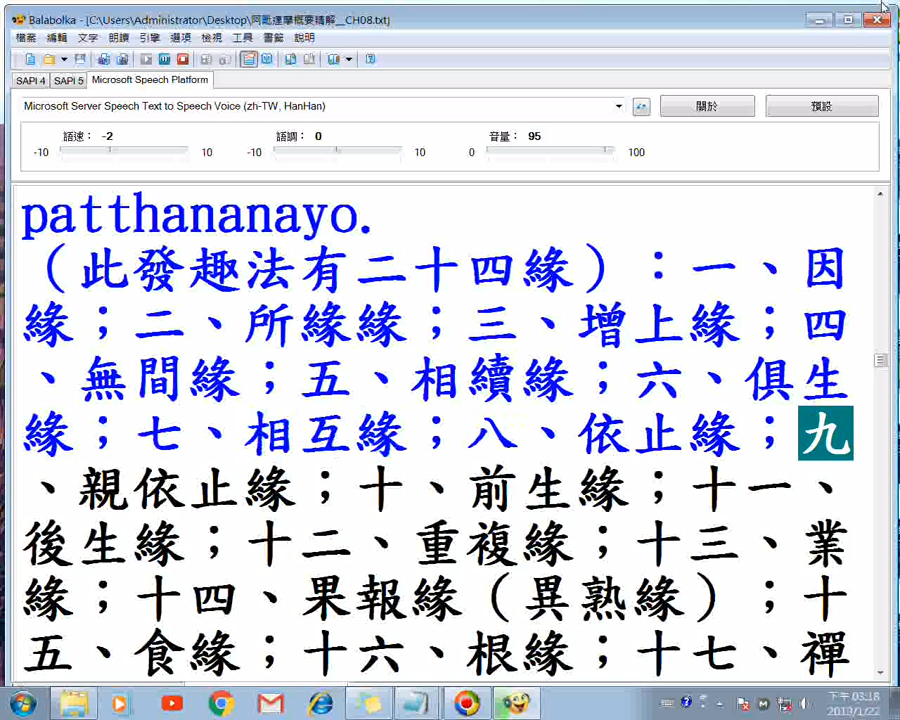 Balabolka - [C:\Users\Administrator\Desktop\阿毗達摩概要精解__CH08.txt]
檔案 編輯 文字 朗讀 引擎 選項 檢視 工具 書籤 說明
SAPI 4 SAPI 5 Microsoft Speech Platform
Microsoft Server Speech Text to Speech Voice (zh-TW, HanHan) 關於 預設
語速： -2 語調： 0 音量： 95
-10 10 -10 10 0 100
patthananayo.
（此發趣法有二十四緣）：一、因
緣；二、所緣緣；三、增上緣；四
、無間緣；五、相續緣；六、俱生
緣；七、相互緣；八、依止緣；九
、親依止緣；十、前生緣；十一、
後生緣；十二、重複緣；十三、業
緣；十四、果報緣（異熟緣）；十
五、食緣；十六、根緣；十七、禪
下午 03:18
2019/1/22